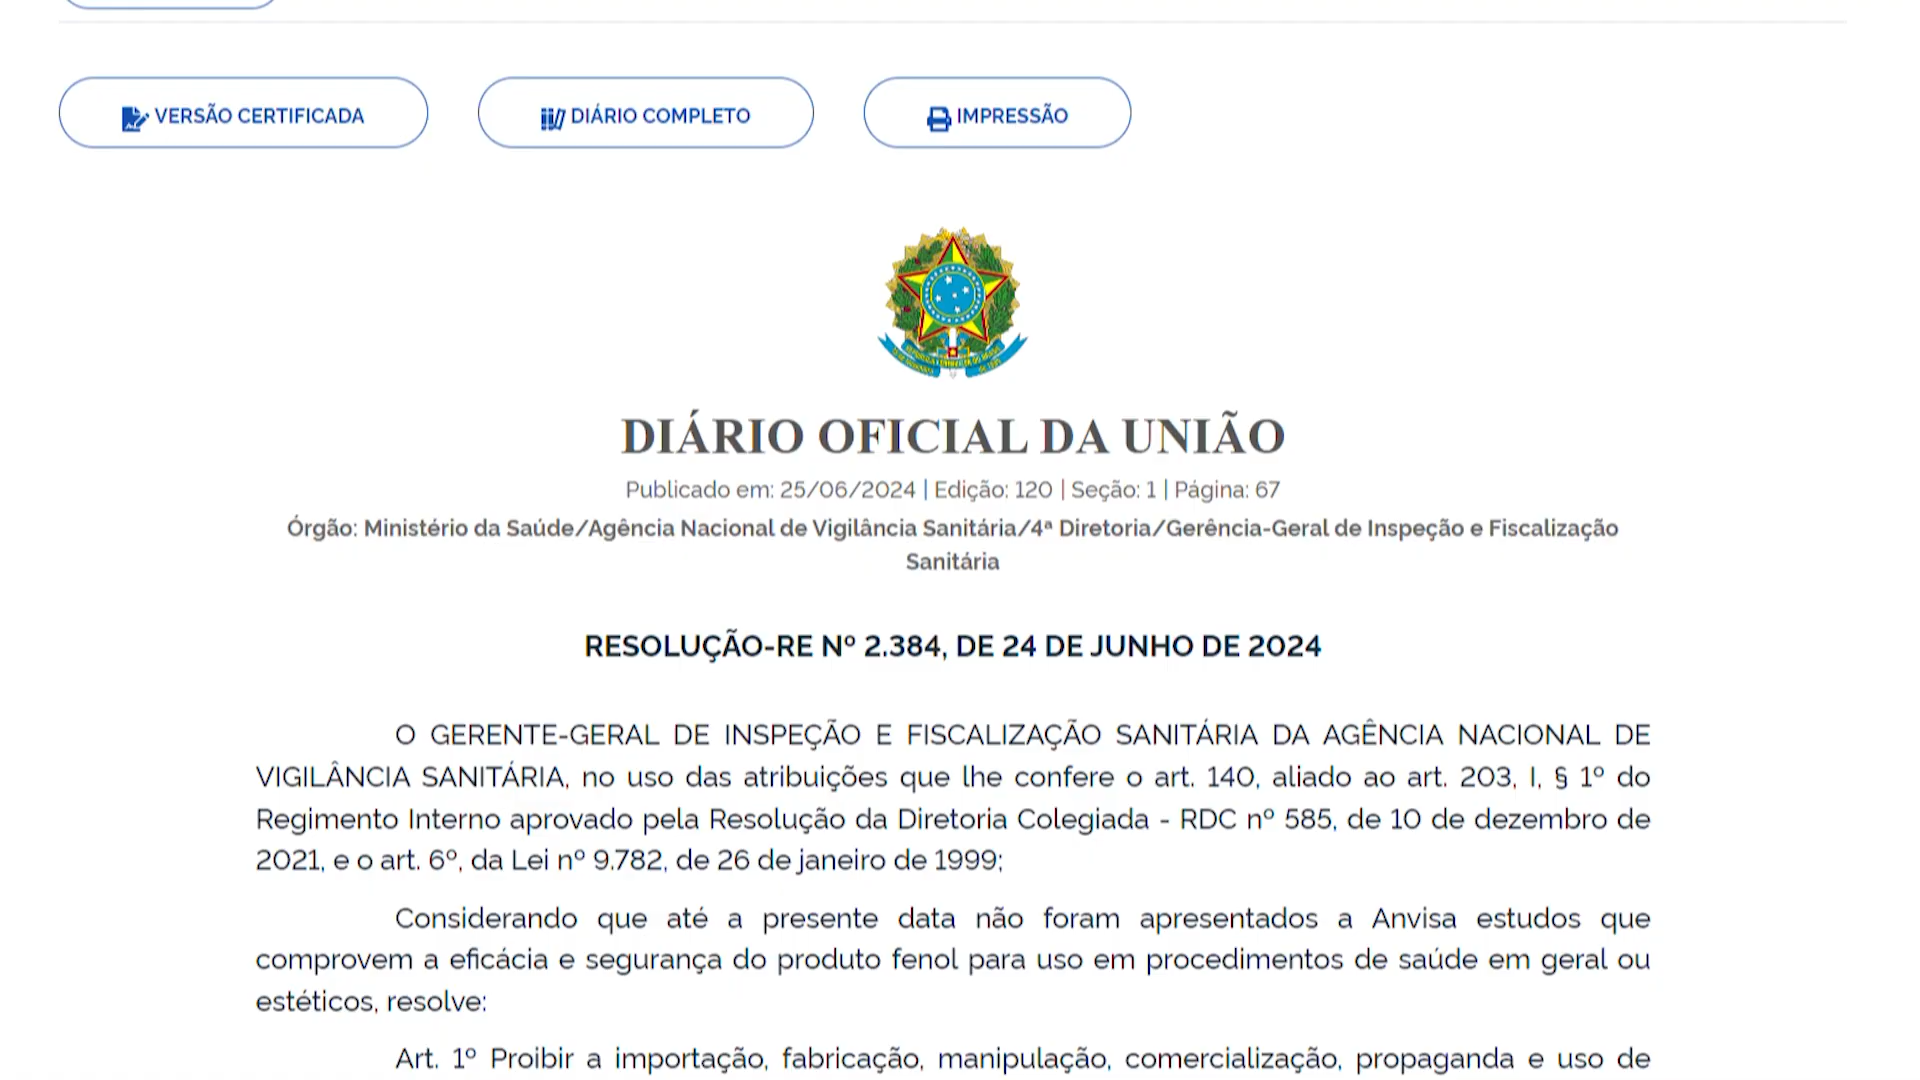 VERSÃO CERTIFICADA
DIÁRIO COMPLETO
IMPRESSÃO
DIÁRIO OFICIAL DA UNIÃO
Publicado em: 25/06/2024 | Edição: 120 | Seção: 1 | Página: 67
Órgão: Ministério da Saúde/Agência Nacional de Vigilância Sanitária/4ª Diretoria/Gerência-Geral de Inspeção e Fiscalização
Sanitária
RESOLUÇÃO-RE Nº 2.384, DE 24 DE JUNHO DE 2024
O GERENTE-GERAL DE INSPEÇÃO E FISCALIZAÇÃO SANITÁRIA DA AGÊNCIA NACIONAL DE
VIGILÂNCIA SANITÁRIA, no uso das atribuições que lhe confere o art. 140, aliado ao art. 203, I, § 1º do
Regimento Interno aprovado pela Resolução da Diretoria Colegiada - RDC nº 585, de 10 de dezembro de
2021, e o art. 6º, da Lei nº 9.782, de 26 de janeiro de 1999;
Considerando que até a presente data não foram apresentados a Anvisa estudos que
comprovem a eficácia e segurança do produto fenol para uso em procedimentos de saúde em geral ou
estéticos, resolve:
Art. 1º Proibir a importação, fabricação, manipulação, comercialização, propaganda e uso de